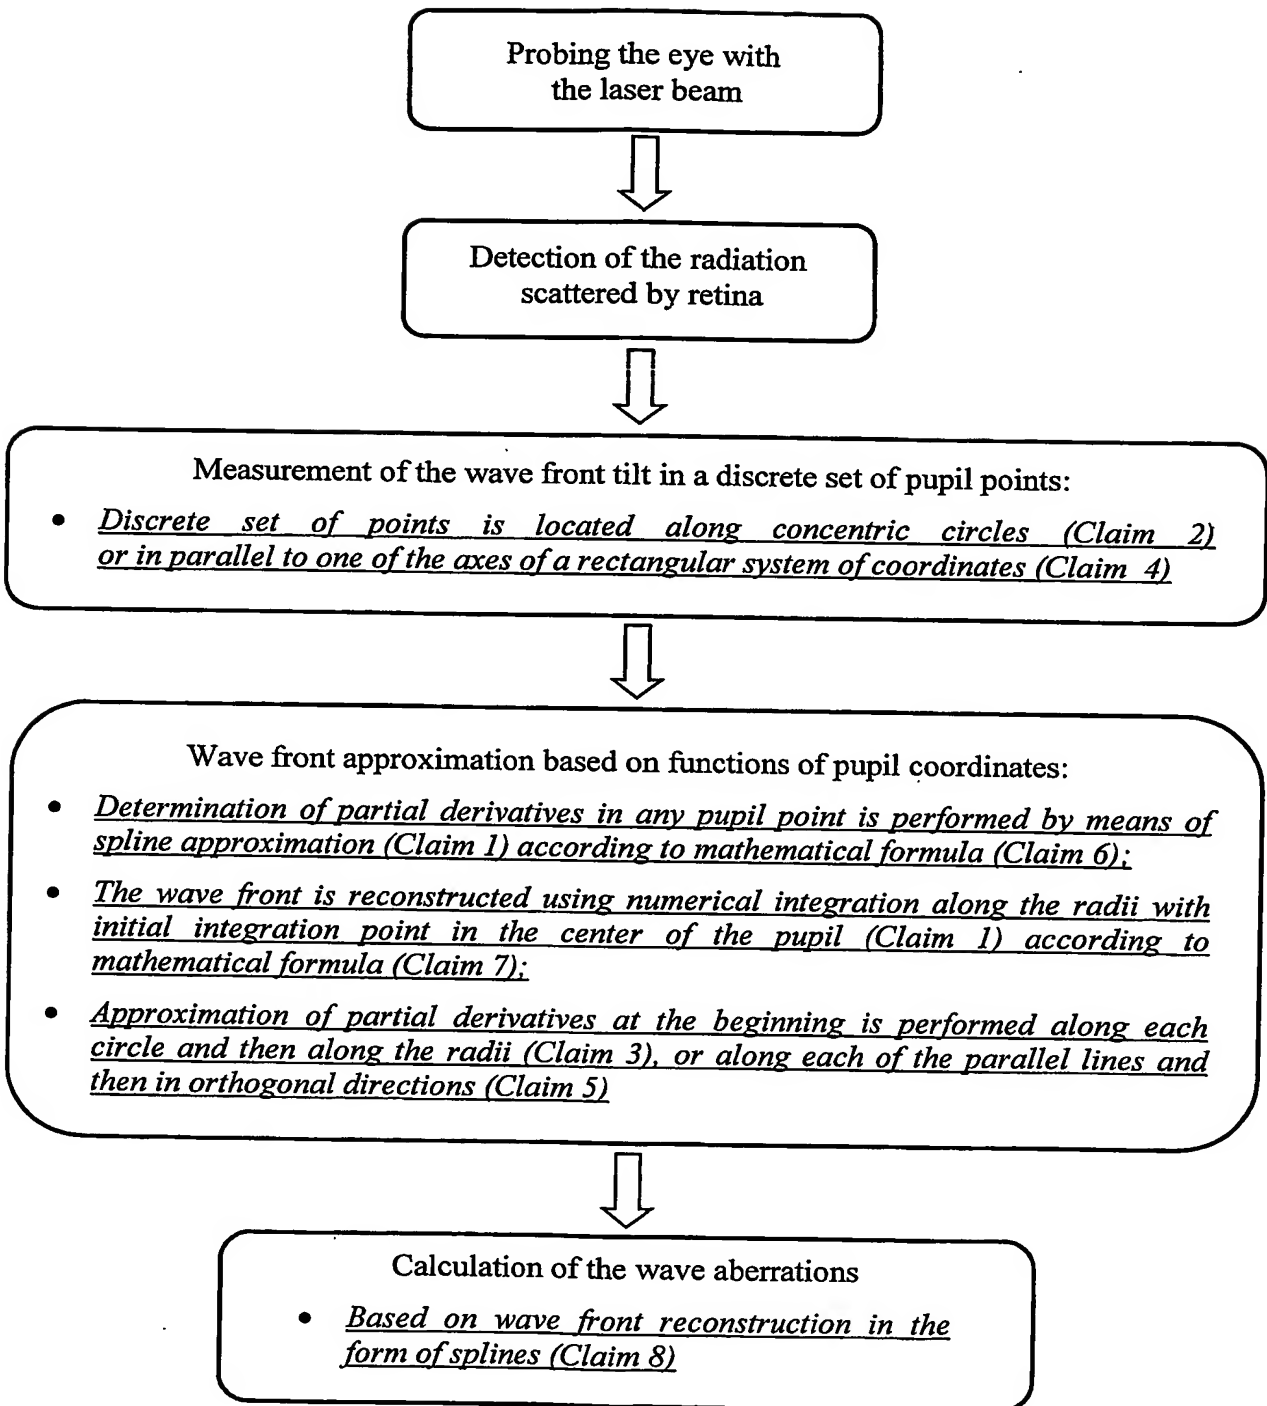 Probing the eye with
the laser beam
Detection of the radiation
scattered by retina
Measurement of the wave front tilt in a discrete set of pupil points:
• Discrete set of points is located along concentric circles (Claim 2)
or in parallel to one of the axes of a rectangular system of coordinates (Claim 4)
Wave front approximation based on functions of pupil coordinates:
• Determination of partial derivatives in any pupil point is performed by means of
spline approximation (Claim 1) according to mathematical formula (Claim 6);
• The wave front is reconstructed using numerical integration along the radii with
initial integration point in the center of the pupil (Claim 1) according to
mathematical formula (Claim 7);
• Approximation of partial derivatives at the beginning is performed along each
circle and then along the radii (Claim 3), or along each of the parallel lines and
then in orthogonal directions (Claim 5)
Calculation of the wave aberrations
• Based on wave front reconstruction in the
form of splines (Claim 8)